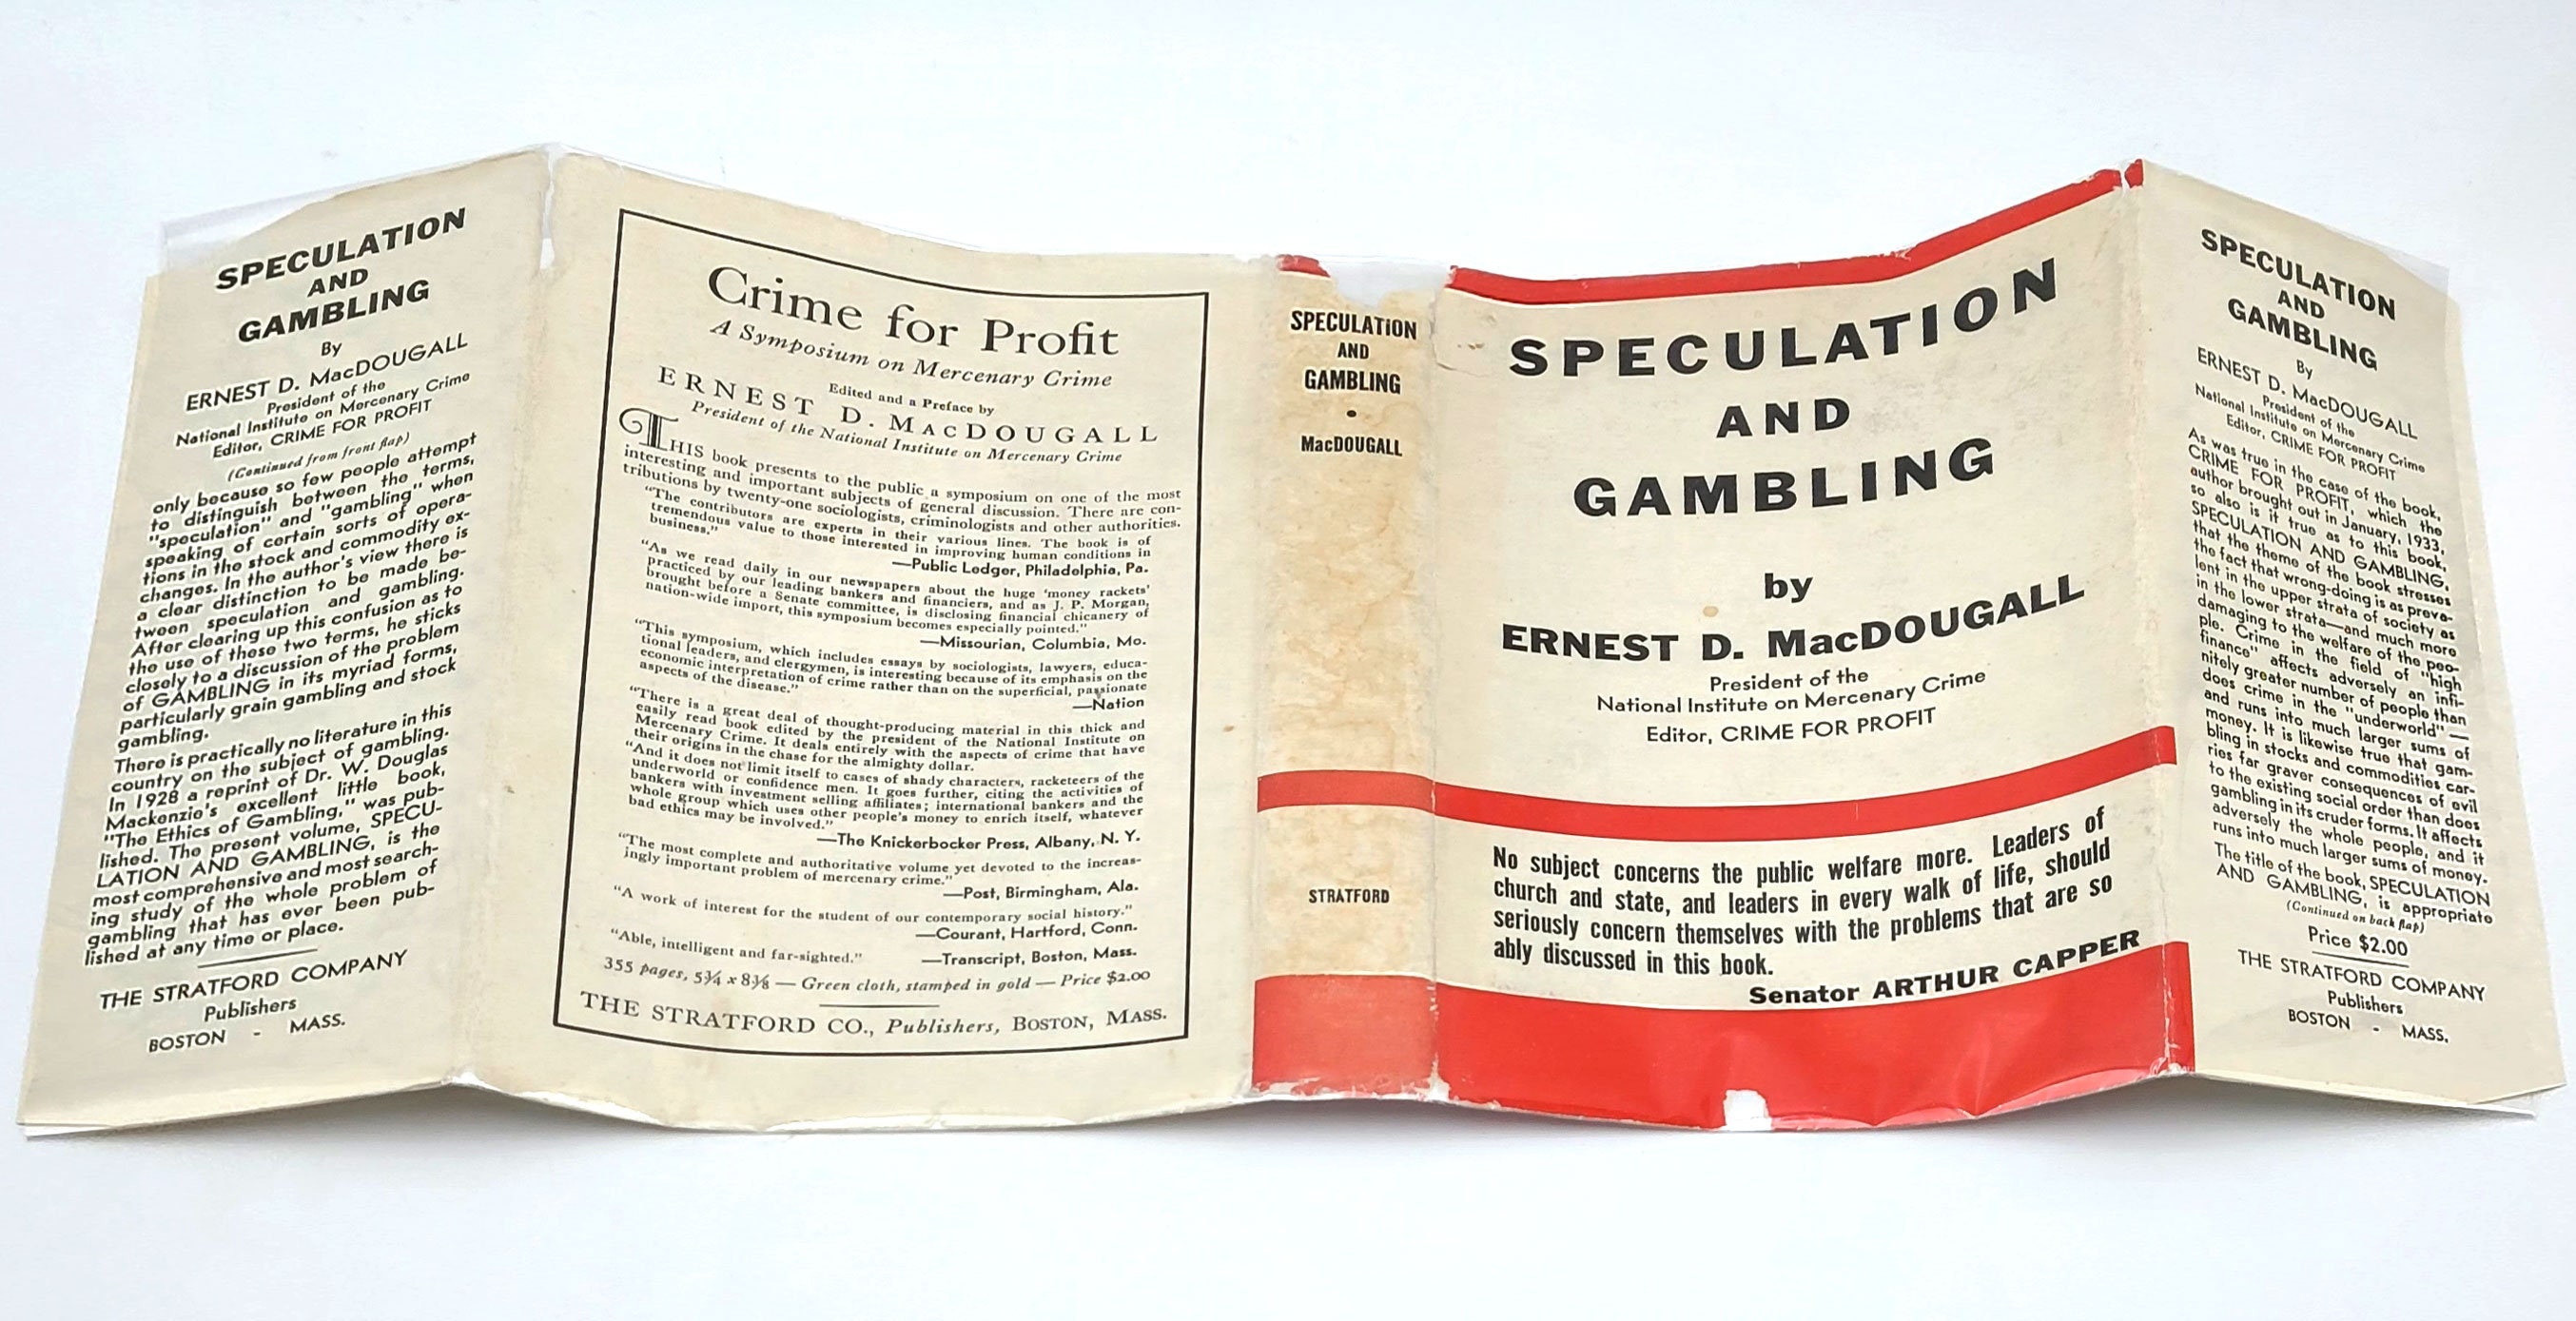 SPECULATION
AND
GAMBLING
By
ERNEST D. MacDOUGALL
President of the
National Institute on Mercenary Crime
Editor, CRIME FOR PROFIT
(Continued from front flap)
only because so few people attempt
to distinguish between the terms,
"speculation" and "gambling" when
speaking of certain sorts of opera-
tions in the stock and commodity ex-
changes. In the author's view there is
a clear distinction to be made be-
tween speculation and gambling.
After clearing up this confusion as to
the use of these two terms, he sticks
closely to a discussion of the problem
of GAMBLING in its myriad forms,
particularly grain gambling and stock
gambling.
There is practically no literature in this
country on the subject of gambling.
In 1928 a reprint of Dr. W. Douglas
Mackenzie's excellent little book,
"The Ethics of Gambling," was pub-
lished. The present volume, SPECU-
LATION AND GAMBLING, is the
most comprehensive and most search-
ing study of the whole problem of
gambling that has ever been pub-
lished at any time or place.
THE STRATFORD COMPANY
Publishers
BOSTON - MASS.
Crime for Profit
A Symposium on Mercenary Crime
Edited and a Preface by
ERNEST D. MACDOUGALL
President of the National Institute on Mercenary Crime
THIS book presents to the public a symposium on one of the most
interesting and important subjects of general discussion. There are con-
tributions by twenty-one sociologists, criminologists and other authorities.
"The contributors are experts in their various lines. The book is of
tremendous value to those interested in improving human conditions in
business."
—Public Ledger, Philadelphia, Pa.
"As we read daily in our newspapers about the huge 'money rackets'
practiced by our leading bankers and financiers, and as J. P. Morgan,
brought before a Senate committee, is disclosing financial chicanery of
nation-wide import, this symposium becomes especially pointed."
—Missourian, Columbia, Mo.
"This symposium, which includes essays by sociologists, lawyers, educa-
tional leaders, and clergymen, is interesting because of its emphasis on the
economic interpretation of crime rather than on the superficial, passionate
aspects of the disease."
—Nation
"There is a great deal of thought-producing material in this thick and
easily read book edited by the president of the National Institute on
Mercenary Crime. It deals entirely with the aspects of crime that have
their origins in the chase for the almighty dollar.
"And it does not limit itself to cases of shady characters, racketeers of the
underworld or confidence men. It goes further, citing the activities of
bankers with investment selling affiliates; international bankers and the
whole group which uses other people's money to enrich itself, whatever
bad ethics may be involved."
—The Knickerbocker Press, Albany, N. Y.
"The most complete and authoritative volume yet devoted to the increas-
ingly important problem of mercenary crime."
—Post, Birmingham, Ala.
"A work of interest for the student of our contemporary social history."
—Courant, Hartford, Conn.
"Able, intelligent and far-sighted." —Transcript, Boston, Mass.
355 pages, 5¾ x 8⅜ — Green cloth, stamped in gold — Price $2.00
THE STRATFORD CO., Publishers, BOSTON, MASS.
SPECULATION
AND
GAMBLING
•
MacDOUGALL
STRATFORD
SPECULATION
AND
GAMBLING
by
ERNEST D. MacDOUGALL
President of the
National Institute on Mercenary Crime
Editor, CRIME FOR PROFIT
No subject concerns the public welfare more. Leaders of
church and state, and leaders in every walk of life, should
seriously concern themselves with the problems that are so
ably discussed in this book.
Senator ARTHUR CAPPER
SPECULATION
AND
GAMBLING
By
ERNEST D. MacDOUGALL
President of the
National Institute on Mercenary Crime
Editor, CRIME FOR PROFIT
As was true in the case of the book,
CRIME FOR PROFIT, which the
author brought out in January, 1933,
so also is it true as to this book,
SPECULATION AND GAMBLING,
that the theme of the book stresses
the fact that wrong-doing is as preva-
lent in the upper strata of society as
in the lower strata—and much more
damaging to the welfare of the peo-
ple. Crime in the field of "high
finance" affects adversely an infi-
nitely greater number of people than
does crime in the "underworld"—
and runs into much larger sums of
money. It is likewise true that gam-
bling in stocks and commodities car-
ries far graver consequences of evil
to the existing social order than does
gambling in its cruder forms. It affects
adversely the whole people, and it
runs into much larger sums of money.
The title of the book, SPECULATION
AND GAMBLING, is appropriate
(Continued on back flap)
Price $2.00
THE STRATFORD COMPANY
Publishers
BOSTON - MASS.